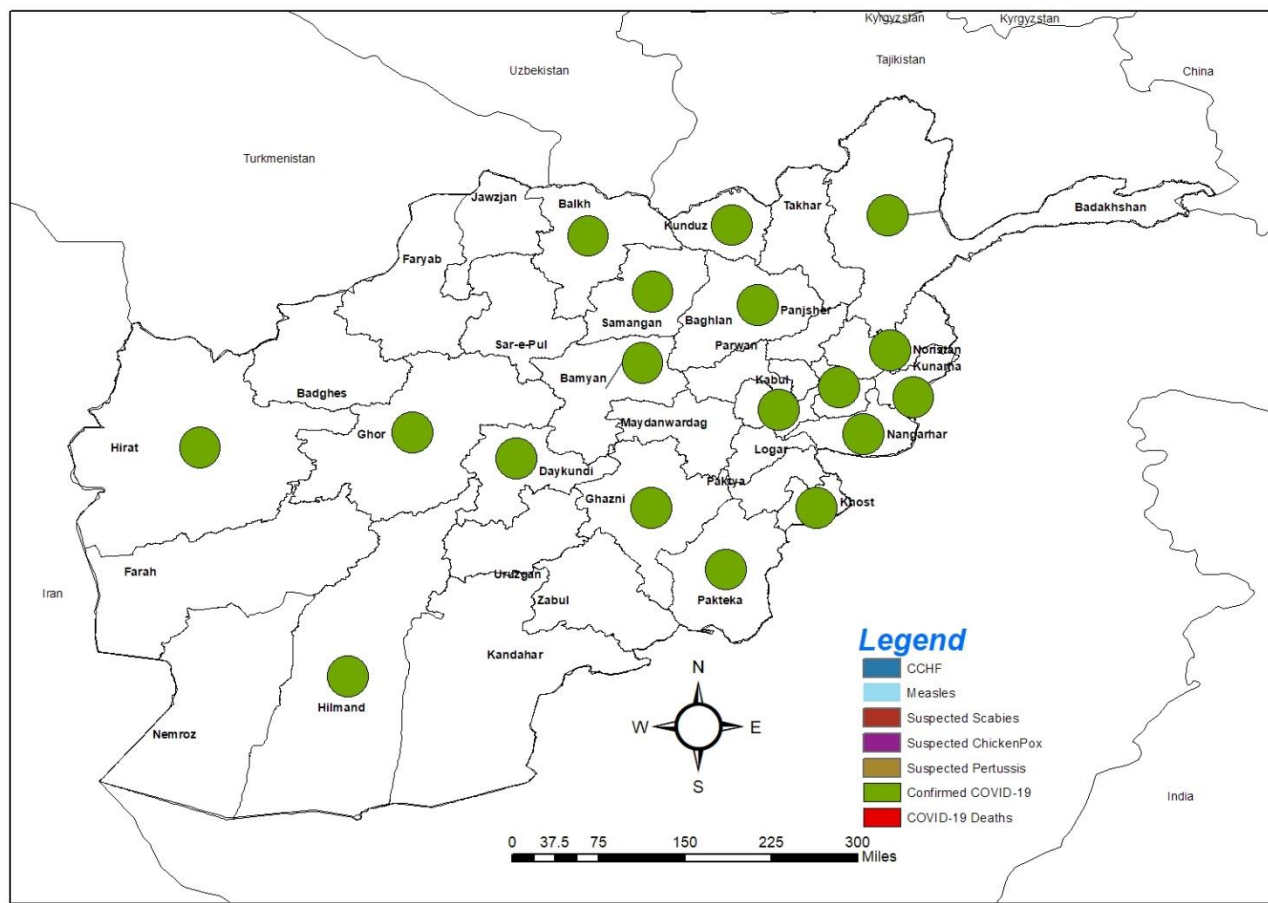 Kyrgyzstan
Kyrgyzstan
Uzbekistan
Tajikistan
China
Turkmenistan
Jawzjan
Balkh
Takhar
Badakhshan
Kunduz
Faryab
Samangan
Baghlan
Panjsher
Sar-e-Pul
Parwan
Noristan
Kunarha
Bamyan
Kabul
Badghes
Maydanwardag
Ghor
Nangarhar
Hirat
Logar
Daykundi
Paktya
Ghazni
Khost
Farah
Uruzgan
Iran
Zabul
Pakteka
Kandahar
Hilmand
Nemroz
N
W
E
S
India
Legend
CCHF
Measles
Suspected Scabies
Suspected ChickenPox
Suspected Pertussis
Confirmed COVID-19
COVID-19 Deaths
0 37.5 75 150 225 300
Miles